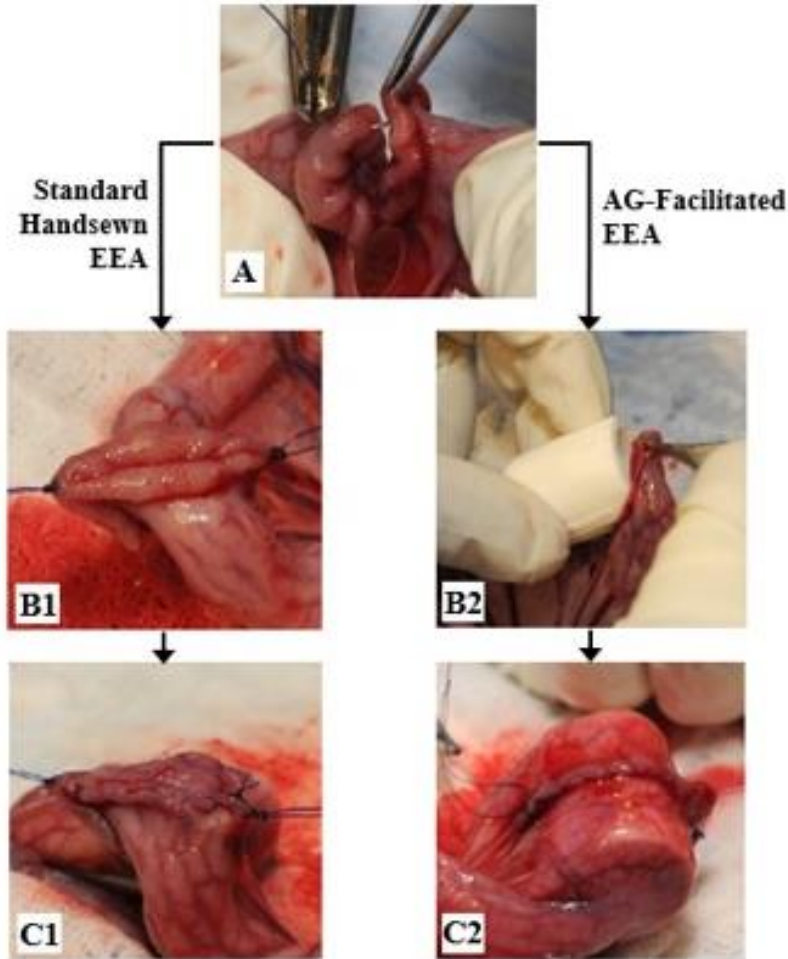 A
Standard
Handsewn
EEA
AG-Facilitated
EEA
B1
B2
C1
C2